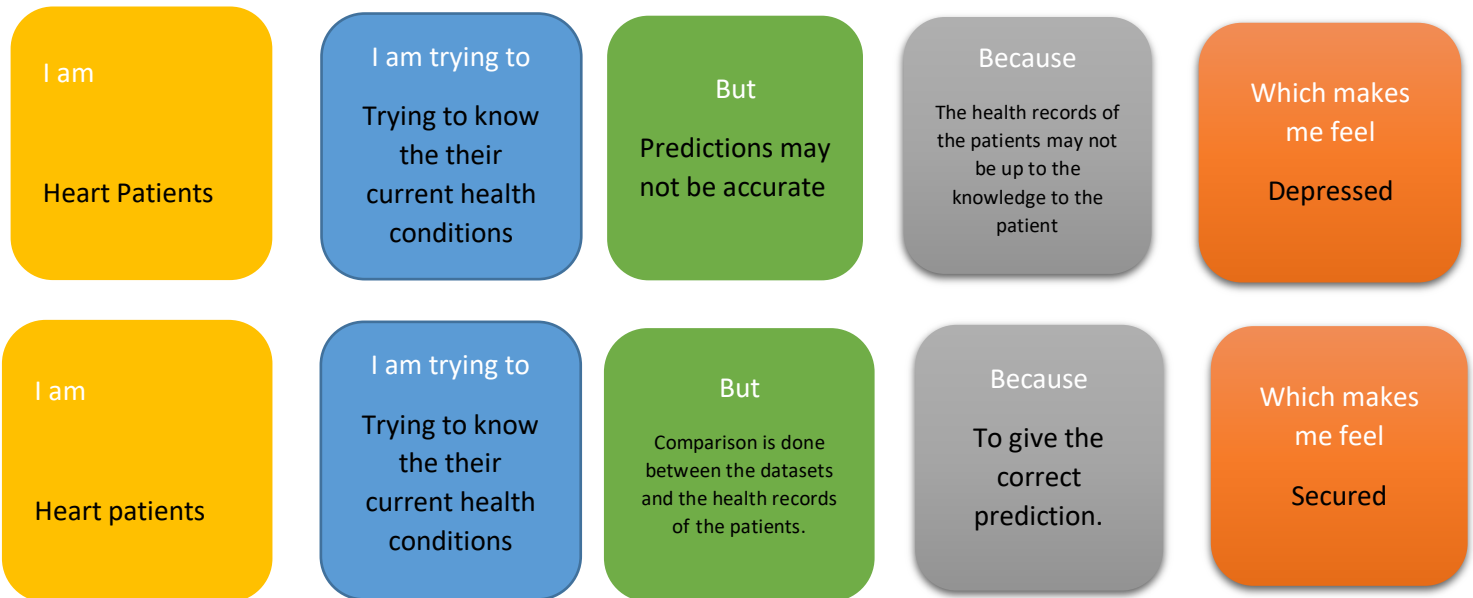 I am
Heart Patients
I am trying to
Trying to know
the their
current health
conditions
But
Predictions may
not be accurate
Because
The health records of
the patients may not
be up to the
knowledge to the
patient
Which makes
me feel
Depressed
I am
Heart patients
I am trying to
Trying to know
the their
current health
conditions
But
Comparison is done
between the datasets
and the health records
of the patients.
Because
To give the
correct
prediction.
Which makes
me feel
Secured